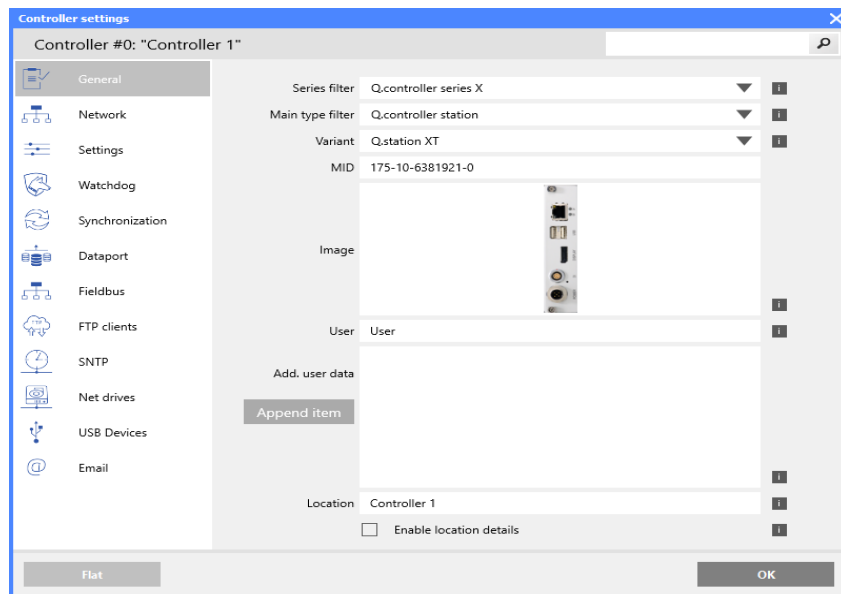 Controller settings
Controller #0: "Controller 1"
General
Network
Settings
Watchdog
Synchronization
Dataport
Fieldbus
FTP clients
SNTP
Net drives
USB Devices
Email
Series filter Q.controller series X
Main type filter Q.controller station
Variant Q.station XT
MID 175-10-6381921-0
Image
User User
Add. user data
Append item
Location Controller 1
Enable location details
Flat
OK